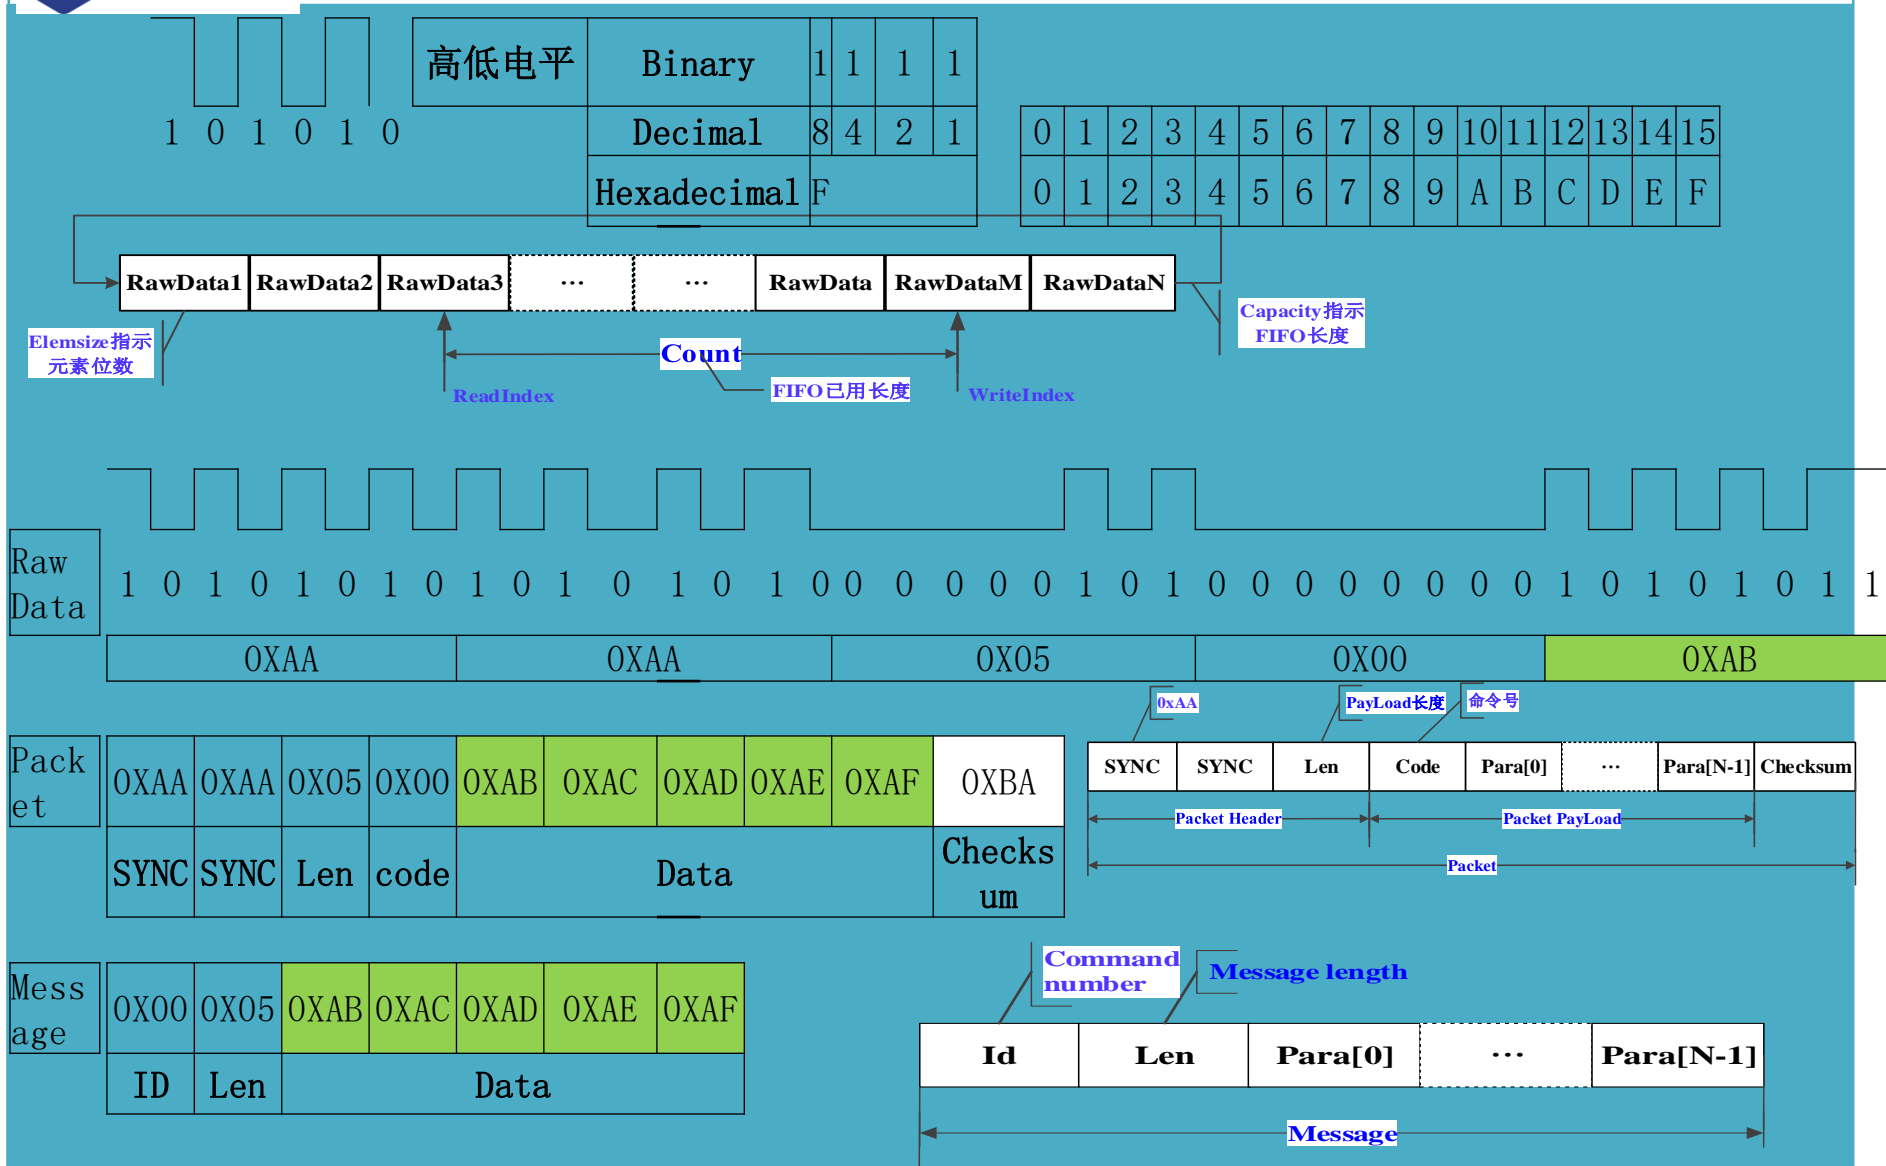 高低电平 Binary 1 1 1 1
1 0 1 0 1 0
Decimal 8 4 2 1
Hexadecimal F
0 1 2 3 4 5 6 7 8 9 10 11 12 13 14 15
0 1 2 3 4 5 6 7 8 9 A B C D E F
RawData1 RawData2 RawData3 … … RawData RawDataM RawDataN
Elemsize指示
元素位数
Capacity指示
FIFO长度
Count
ReadIndex
FIFO已用长度
WriteIndex
Raw
Data
1 0 1 0 1 0 1 0 1 0 1 0 1 0 1 0 0 0 0 0 0 1 0 1 0 0 0 0 0 0 0 0 1 0 1 0 1 0 1 1
0XAA 0XAA 0X05 0X00 0XAB
0xAA
PayLoad长度
命令号
Pack
et
0XAA 0XAA 0X05 0X00 0XAB 0XAC 0XAD 0XAE 0XAF 0XBA
SYNC SYNC Len code Data Checks
um
SYNC SYNC Len Code Para[0] … Para[N-1] Checksum
Packet Header Packet PayLoad
Packet
Mess
age
0X00 0X05 0XAB 0XAC 0XAD 0XAE 0XAF
ID Len Data
Command
number
Message length
Id Len Para[0] … Para[N-1]
Message